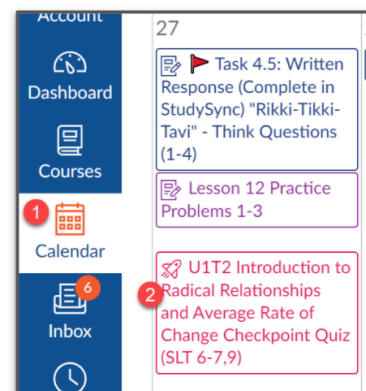 Account
Dashboard
Courses
1
Calendar
6
Inbox
27
Task 4.5: Written
Response (Complete in
StudySync) "Rikki-Tikki-
Tavi" - Think Questions
(1-4)
Lesson 12 Practice
Problems 1-3
2
U1T2 Introduction to
Radical Relationships
and Average Rate of
Change Checkpoint Quiz
(SLT 6-7,9)